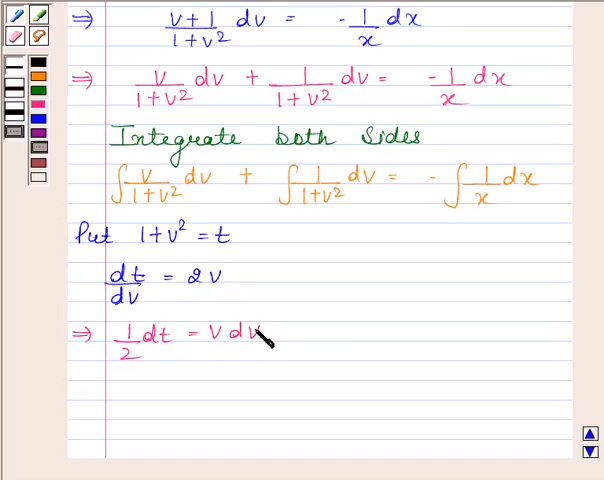 ⇒ v+1/1+v² dv = -1/x dx
⇒ v/1+v² dv + 1/1+v² dv = -1/x dx
Integrate both sides
∫ v/1+v² dv + ∫ 1/1+v² dv = - ∫ 1/x dx
Put 1+v² = t
dt/dv = 2v
⇒ 1/2 dt = v dv